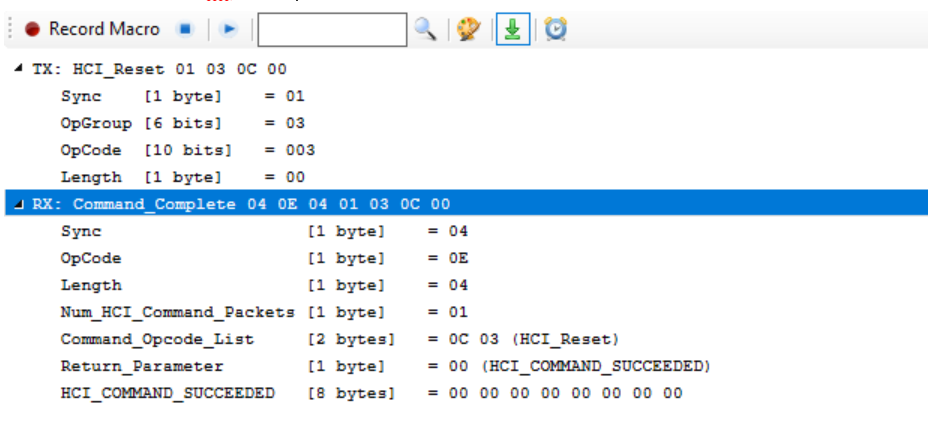 Record Macro
TX: HCI_Reset 01 03 0C 00
Sync [1 byte] = 01
OpGroup [6 bits] = 03
OpCode [10 bits] = 003
Length [1 byte] = 00
RX: Command_Complete 04 0E 04 01 03 0C 00
Sync [1 byte] = 04
OpCode [1 byte] = 0E
Length [1 byte] = 04
Num_HCI_Command_Packets [1 byte] = 01
Command_Opcode_List [2 bytes] = 0C 03 (HCI_Reset)
Return_Parameter [1 byte] = 00 (HCI_COMMAND_SUCCEEDED)
HCI_COMMAND_SUCCEEDED [8 bytes] = 00 00 00 00 00 00 00 00